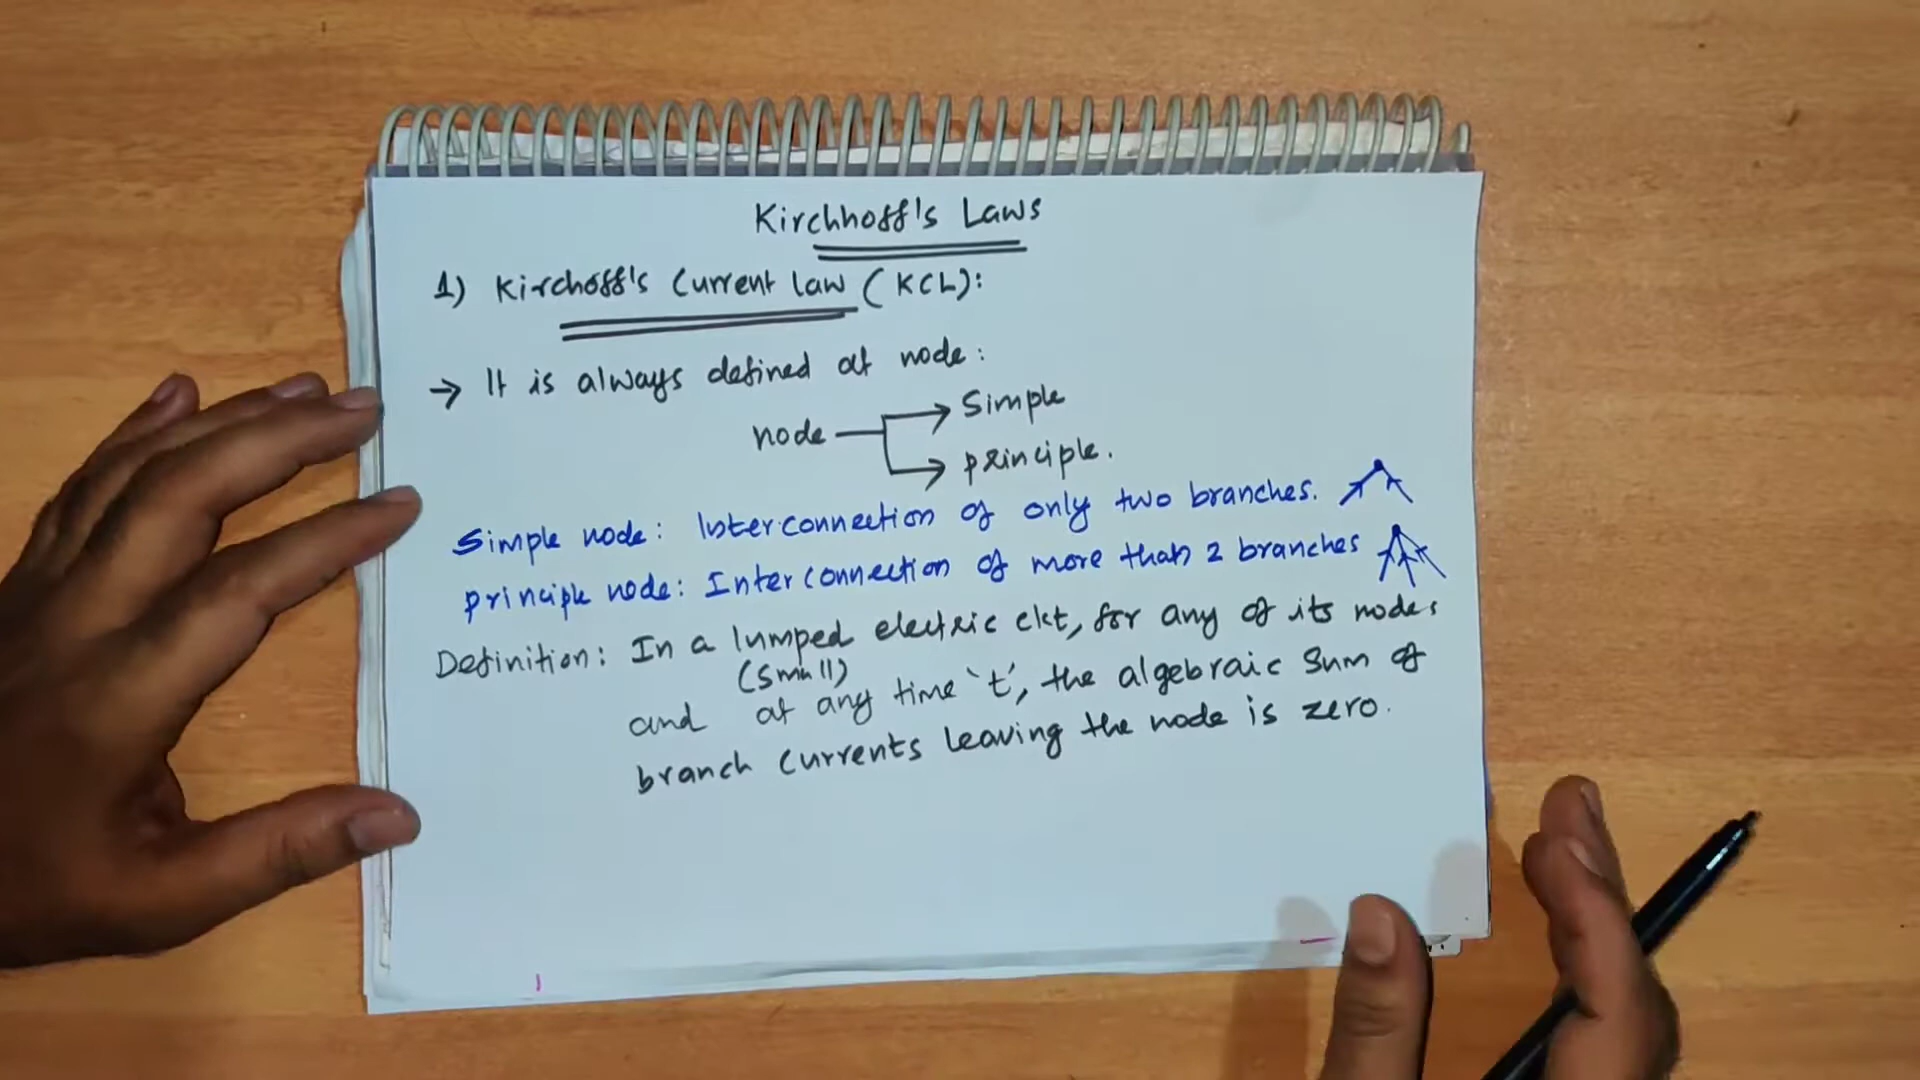 Kirchhoff's Laws
1) Kirchoff's Current law (KCL):
→ It is always defined at node:
node → Simple
→ principle.
Simple node: Interconnection of only two branches.
principle node: Interconnection of more than 2 branches
Definition: In a lumped electric ckt, for any of its nodes
(Small)
and at any time 't', the algebraic sum of
branch currents leaving the node is zero.